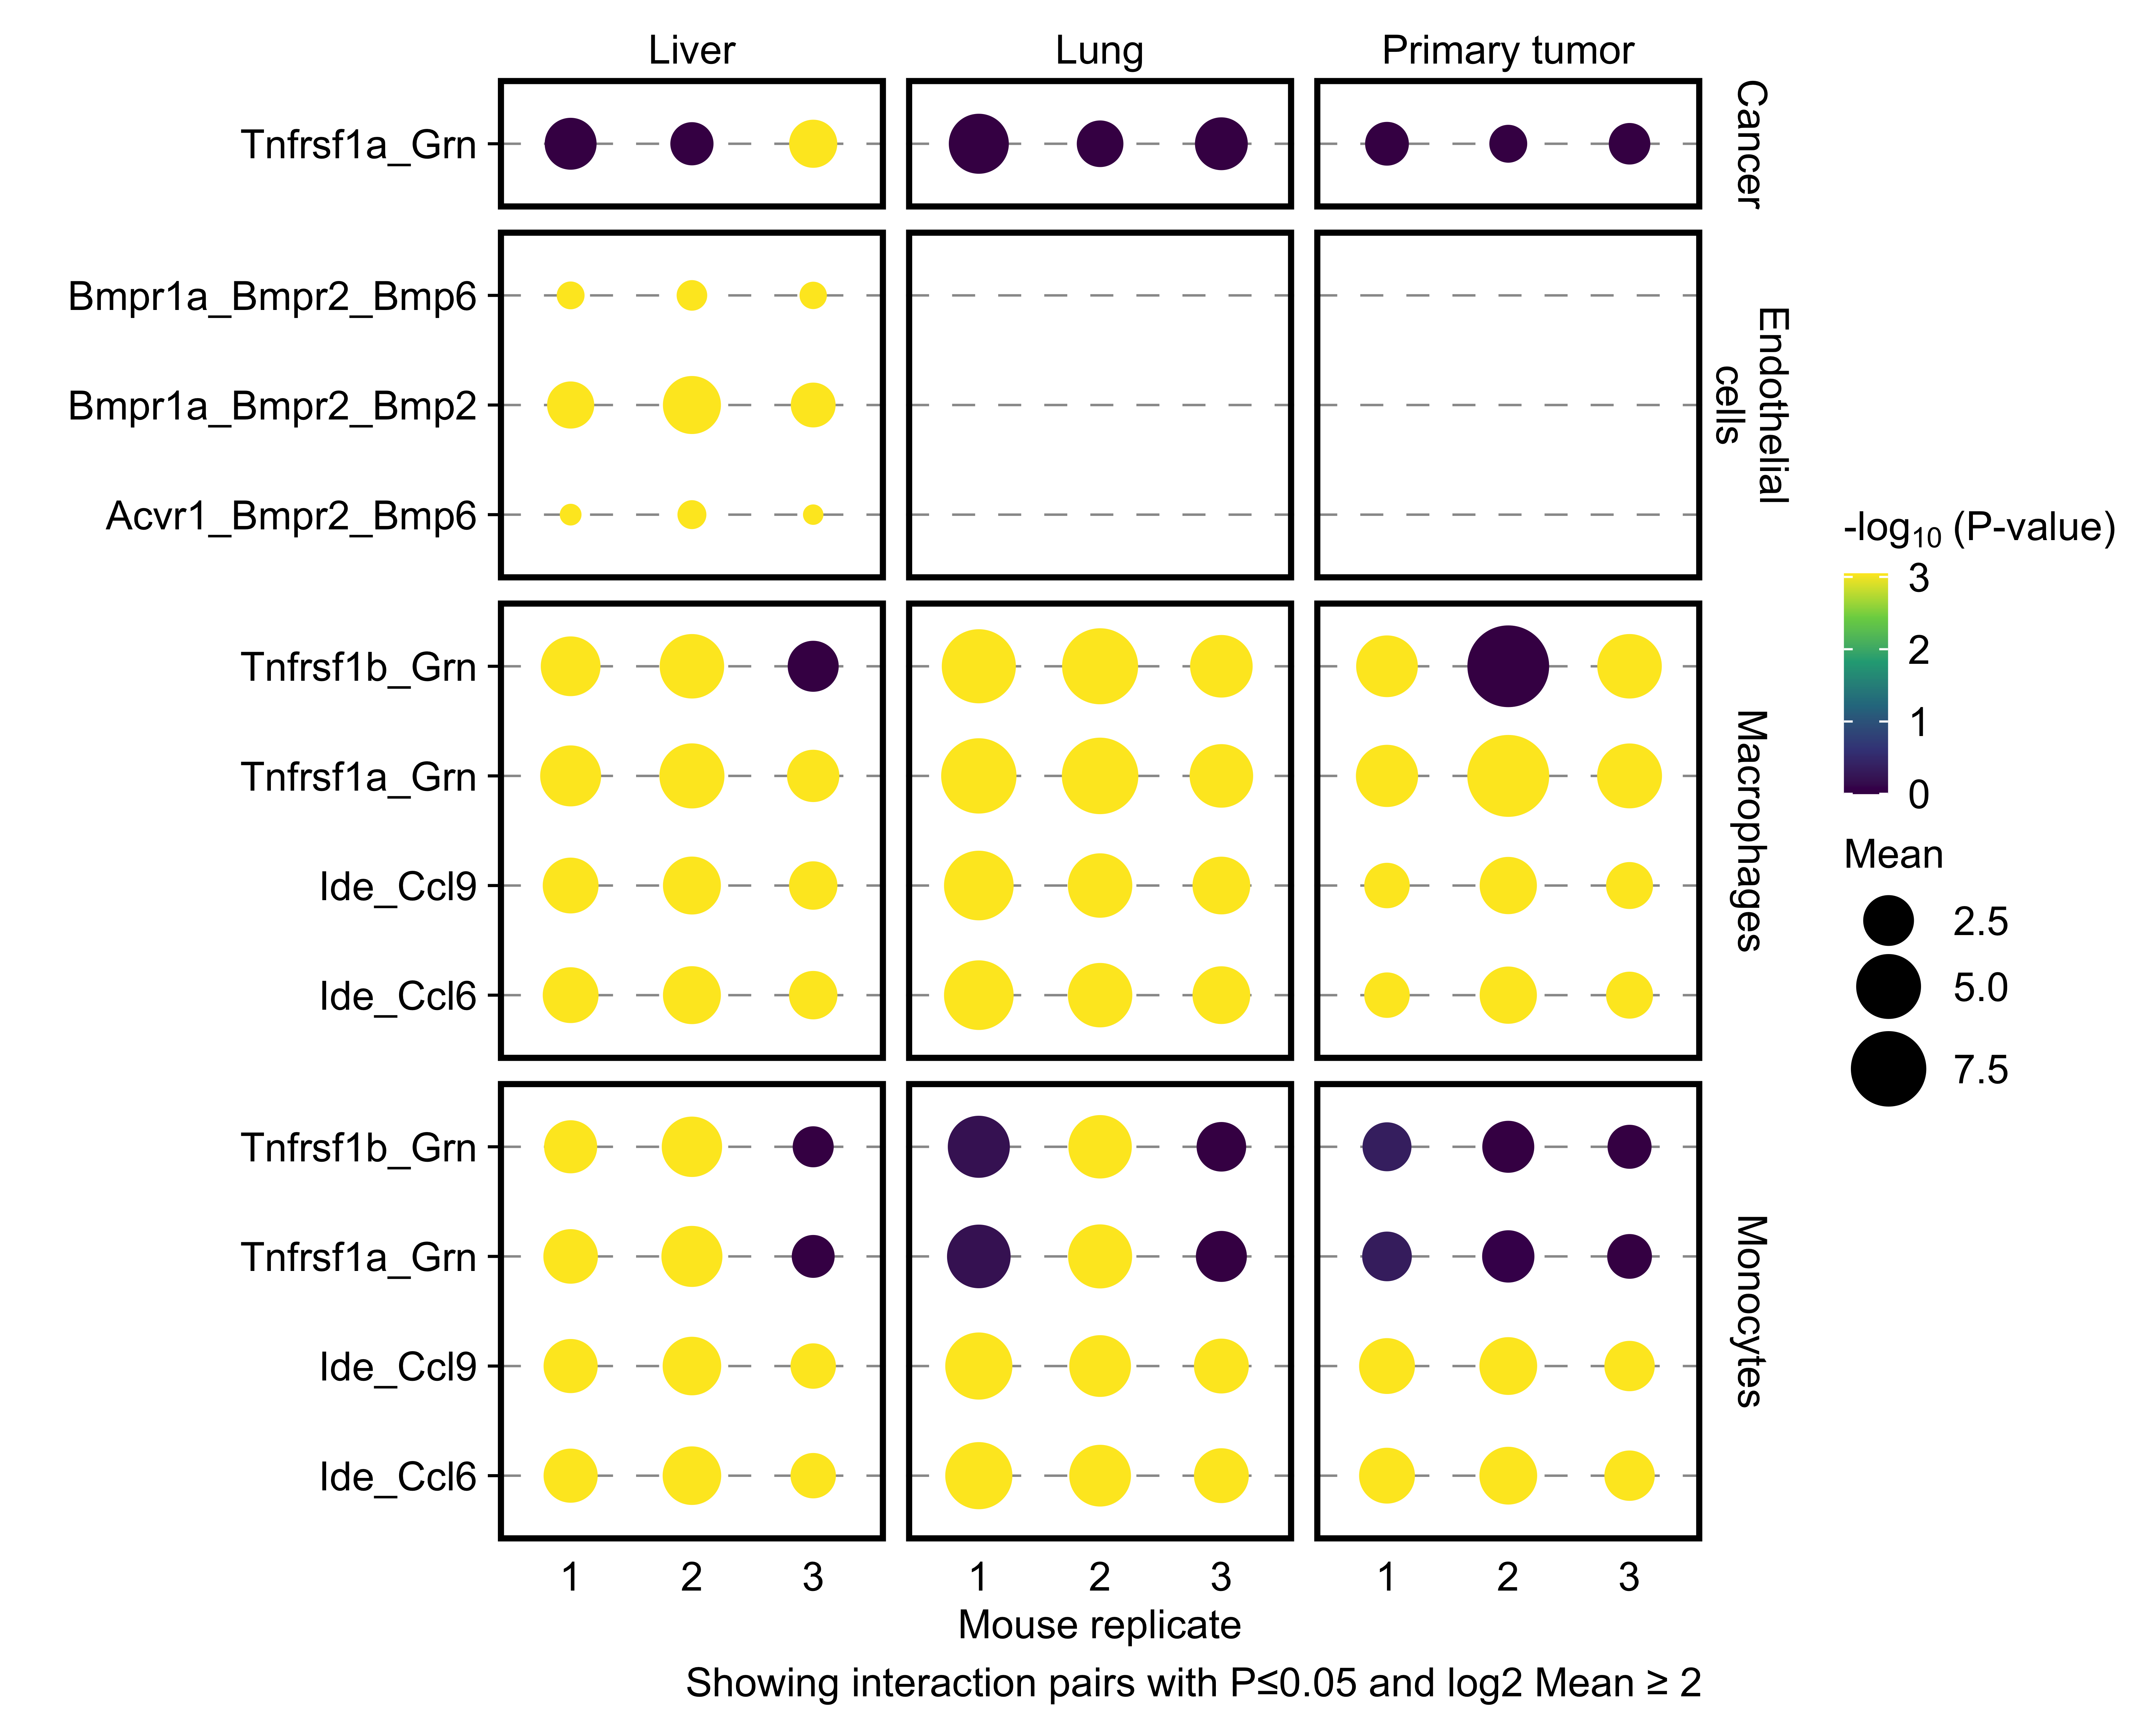 Liver Lung Primary tumor
Cancer
Tnfrsf1a_Grn
Endothelial
cells
Bmpr1a_Bmpr2_Bmp6
Bmpr1a_Bmpr2_Bmp2
Acvr1_Bmpr2_Bmp6
Macrophages
Tnfrsf1b_Grn
Tnfrsf1a_Grn
Ide_Ccl9
Ide_Ccl6
Monocytes
Tnfrsf1b_Grn
Tnfrsf1a_Grn
Ide_Ccl9
Ide_Ccl6
1 2 3 1 2 3 1 2 3
Mouse replicate
Showing interaction pairs with P≤0.05 and log2 Mean ≥ 2
-log₁₀ (P-value)
3
2
1
0
Mean
2.5
5.0
7.5